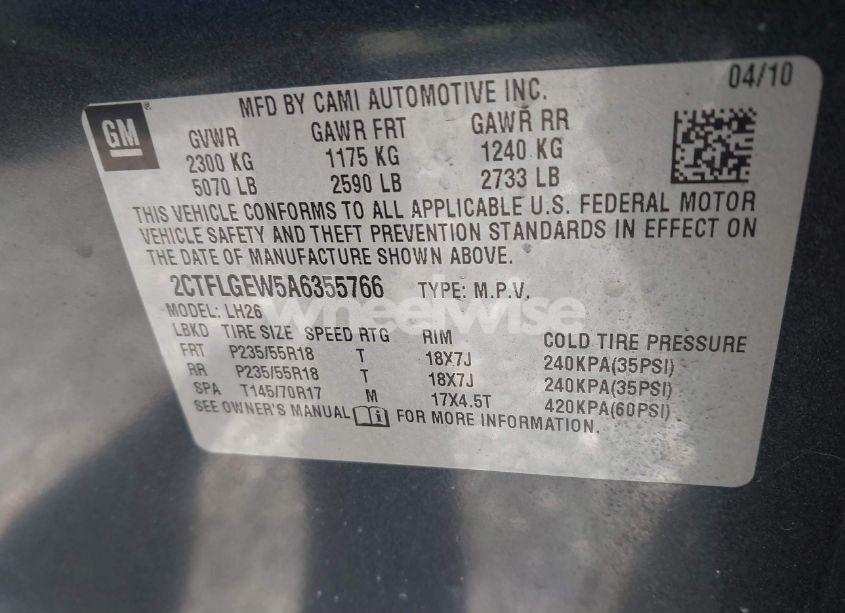 04/10
MFD BY CAMI AUTOMOTIVE INC.
GM
GVWR GAWR FRT GAWR RR
2300 KG 1175 KG 1240 KG
5070 LB 2590 LB 2733 LB
THIS VEHICLE CONFORMS TO ALL APPLICABLE U.S. FEDERAL MOTOR
VEHICLE SAFETY AND THEFT PREVENTION STANDARDS IN EFFECT ON
THE DATE OF MANUFACTURE SHOWN ABOVE.
2CTFLGEW5A6355766 TYPE: M.P.V.
MODEL: LH26
wheelwise
LBKD TIRE SIZE SPEED RTG RIM COLD TIRE PRESSURE
FRT P235/55R18 T 18X7J 240KPA(35PSI)
RR P235/55R18 T 18X7J 240KPA(35PSI)
SPA T145/70R17 M 17X4.5T 420KPA(60PSI)
SEE OWNER'S MANUAL FOR MORE INFORMATION.